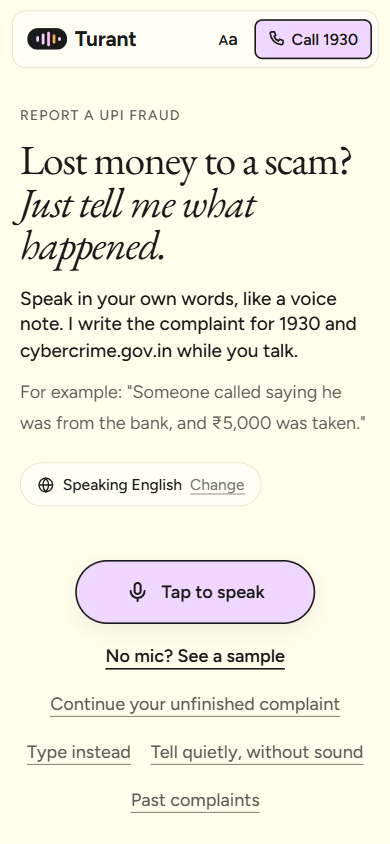 Turant
Aa
Call 1930
REPORT A UPI FRAUD
Lost money to a scam?
Just tell me what
happened.
Speak in your own words, like a voice
note. I write the complaint for 1930 and
cybercrime.gov.in while you talk.
For example: "Someone called saying he
was from the bank, and ₹5,000 was taken."
Speaking English Change
Tap to speak
No mic? See a sample
Continue your unfinished complaint
Type instead Tell quietly, without sound
Past complaints